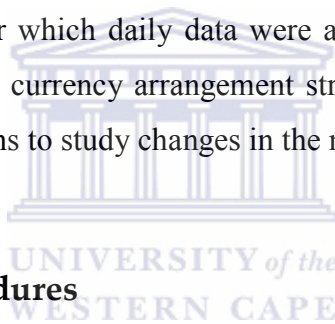 r which daily data were a
currency arrangement str
ns to study changes in the r
UNIVERSITY of the
dures
WESTERN CAPE